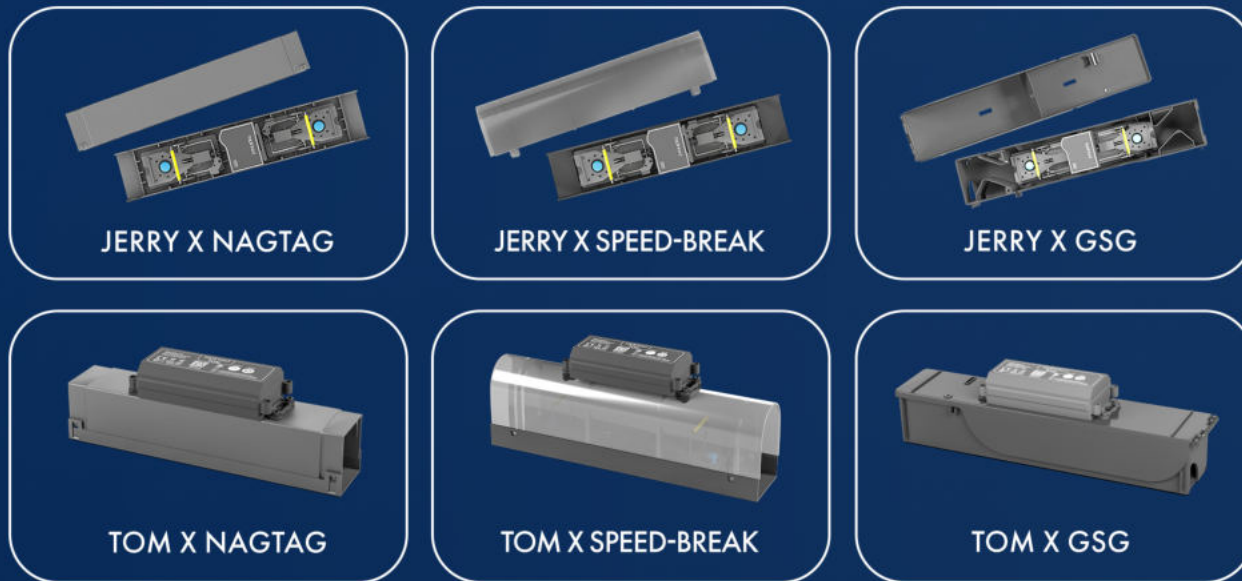 JERRY X NAGTAG
JERRY X SPEED-BREAK
JERRY X GSG
TOM X NAGTAG
TOM X SPEED-BREAK
TOM X GSG